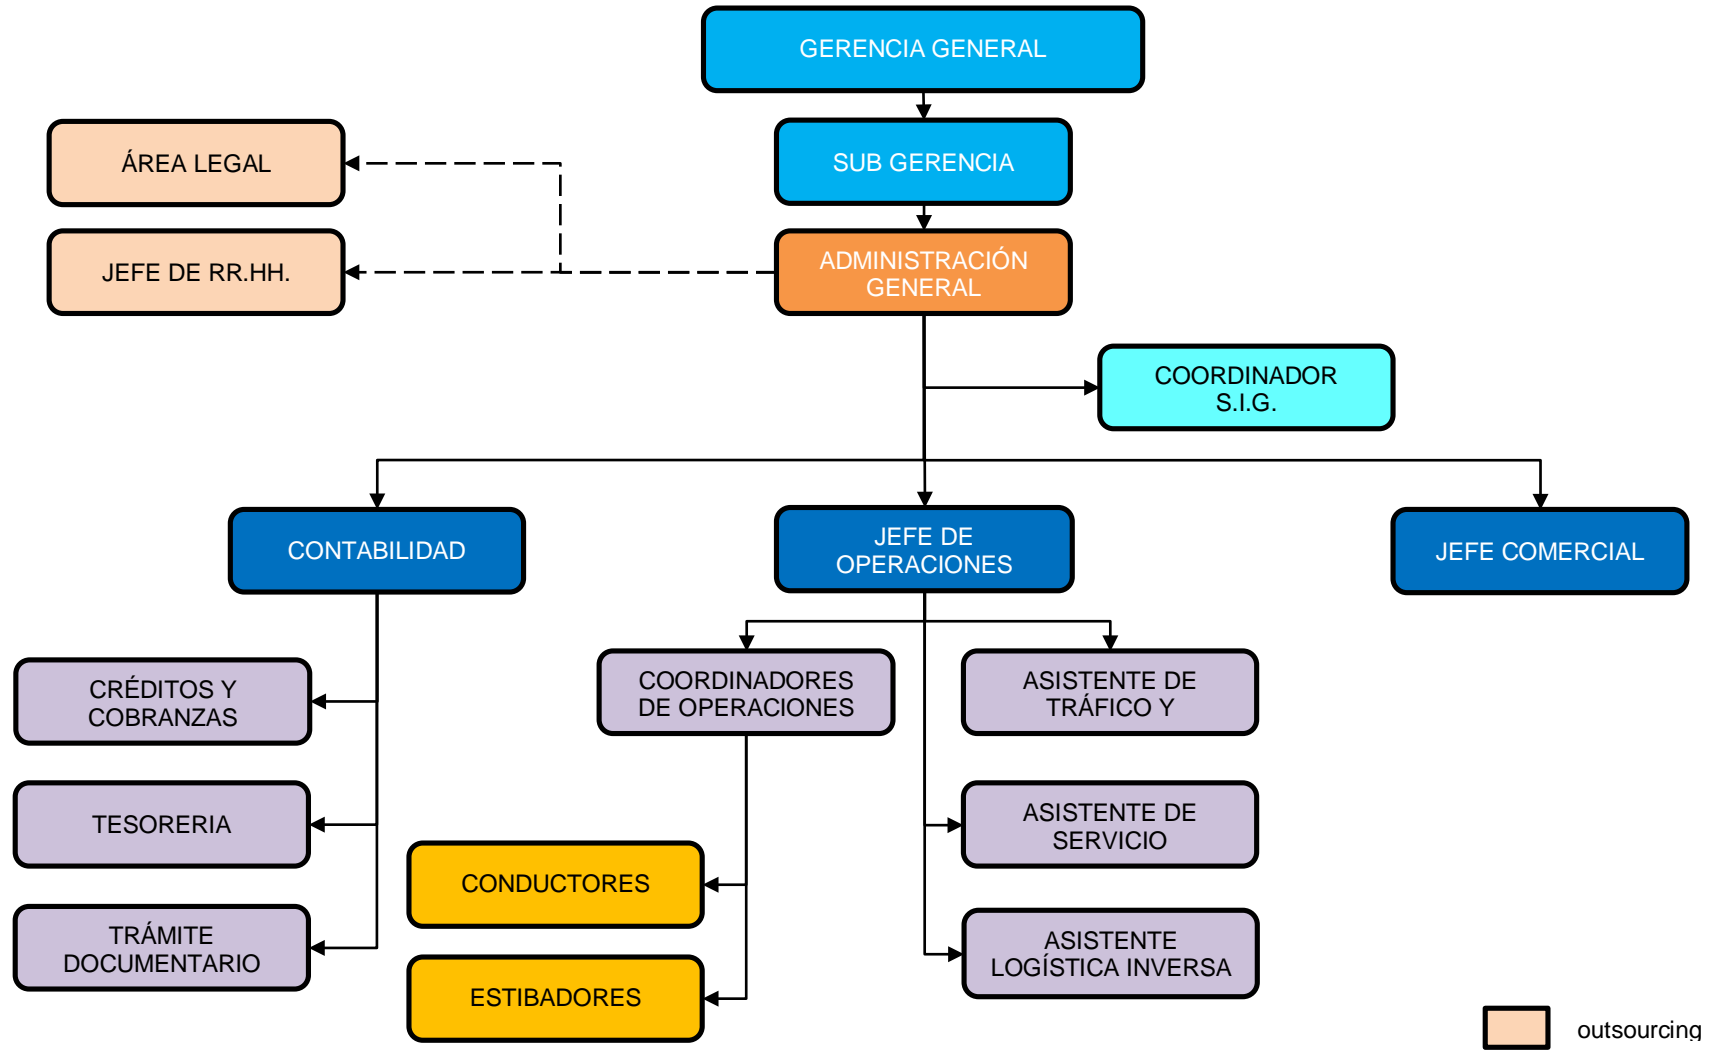 GERENCIA GENERAL
ÁREA LEGAL
SUB GERENCIA
JEFE DE RR.HH.
ADMINISTRACIÓN
GENERAL
COORDINADOR
S.I.G.
CONTABILIDAD
JEFE DE
OPERACIONES
JEFE COMERCIAL
CRÉDITOS Y
COBRANZAS
COORDINADORES
DE OPERACIONES
ASISTENTE DE
TRÁFICO Y
TESORERIA
ASISTENTE DE
SERVICIO
CONDUCTORES
TRÁMITE
DOCUMENTARIO
ASISTENTE
LOGÍSTICA INVERSA
ESTIBADORES
outsourcing